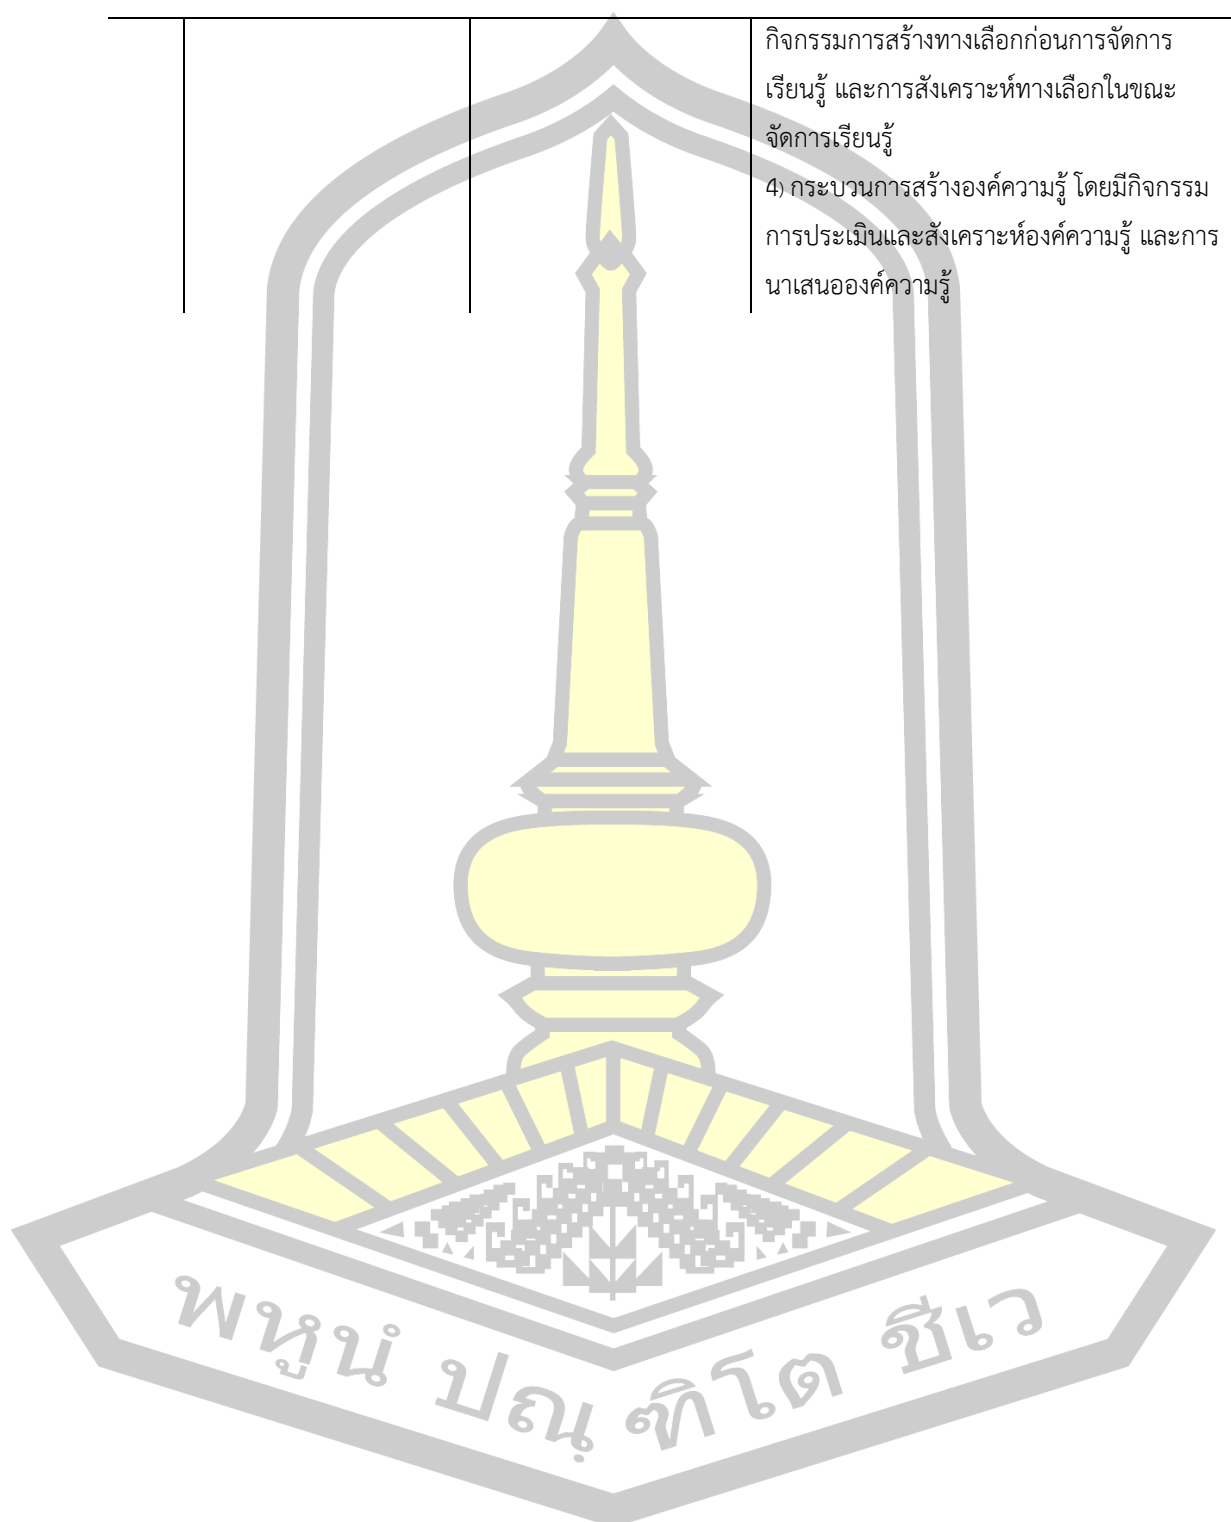 กิจกรรมการสร้างทางเลือกก่อนการจัดการ
เรียนรู้ และการสังเคราะห์ทางเลือกในขณะ
จัดการเรียนรู้
4) กระบวนการสร้างองค์ความรู้ โดยมีกิจกรรม
การประเมินและสังเคราะห์องค์ความรู้ และการ
นาเสนอองค์ความรู้
พหูนํ ปณฺฑิโต ชีเว